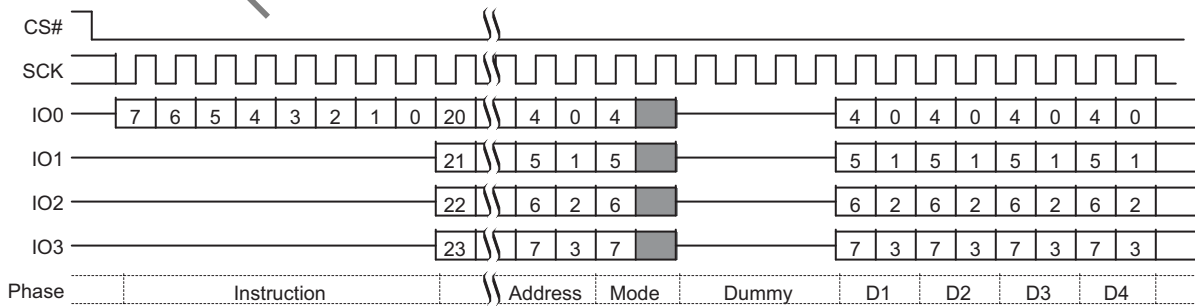 CS#
SCK
IO0 7 6 5 4 3 2 1 0 20 4 0 4 4 0 4 0 4 0 4 0
IO1 21 5 1 5 5 1 5 1 5 1 5 1
IO2 22 6 2 6 6 2 6 2 6 2 6 2
IO3 23 7 3 7 7 3 7 3 7 3 7 3
Phase Instruction Address Mode Dummy D1 D2 D3 D4